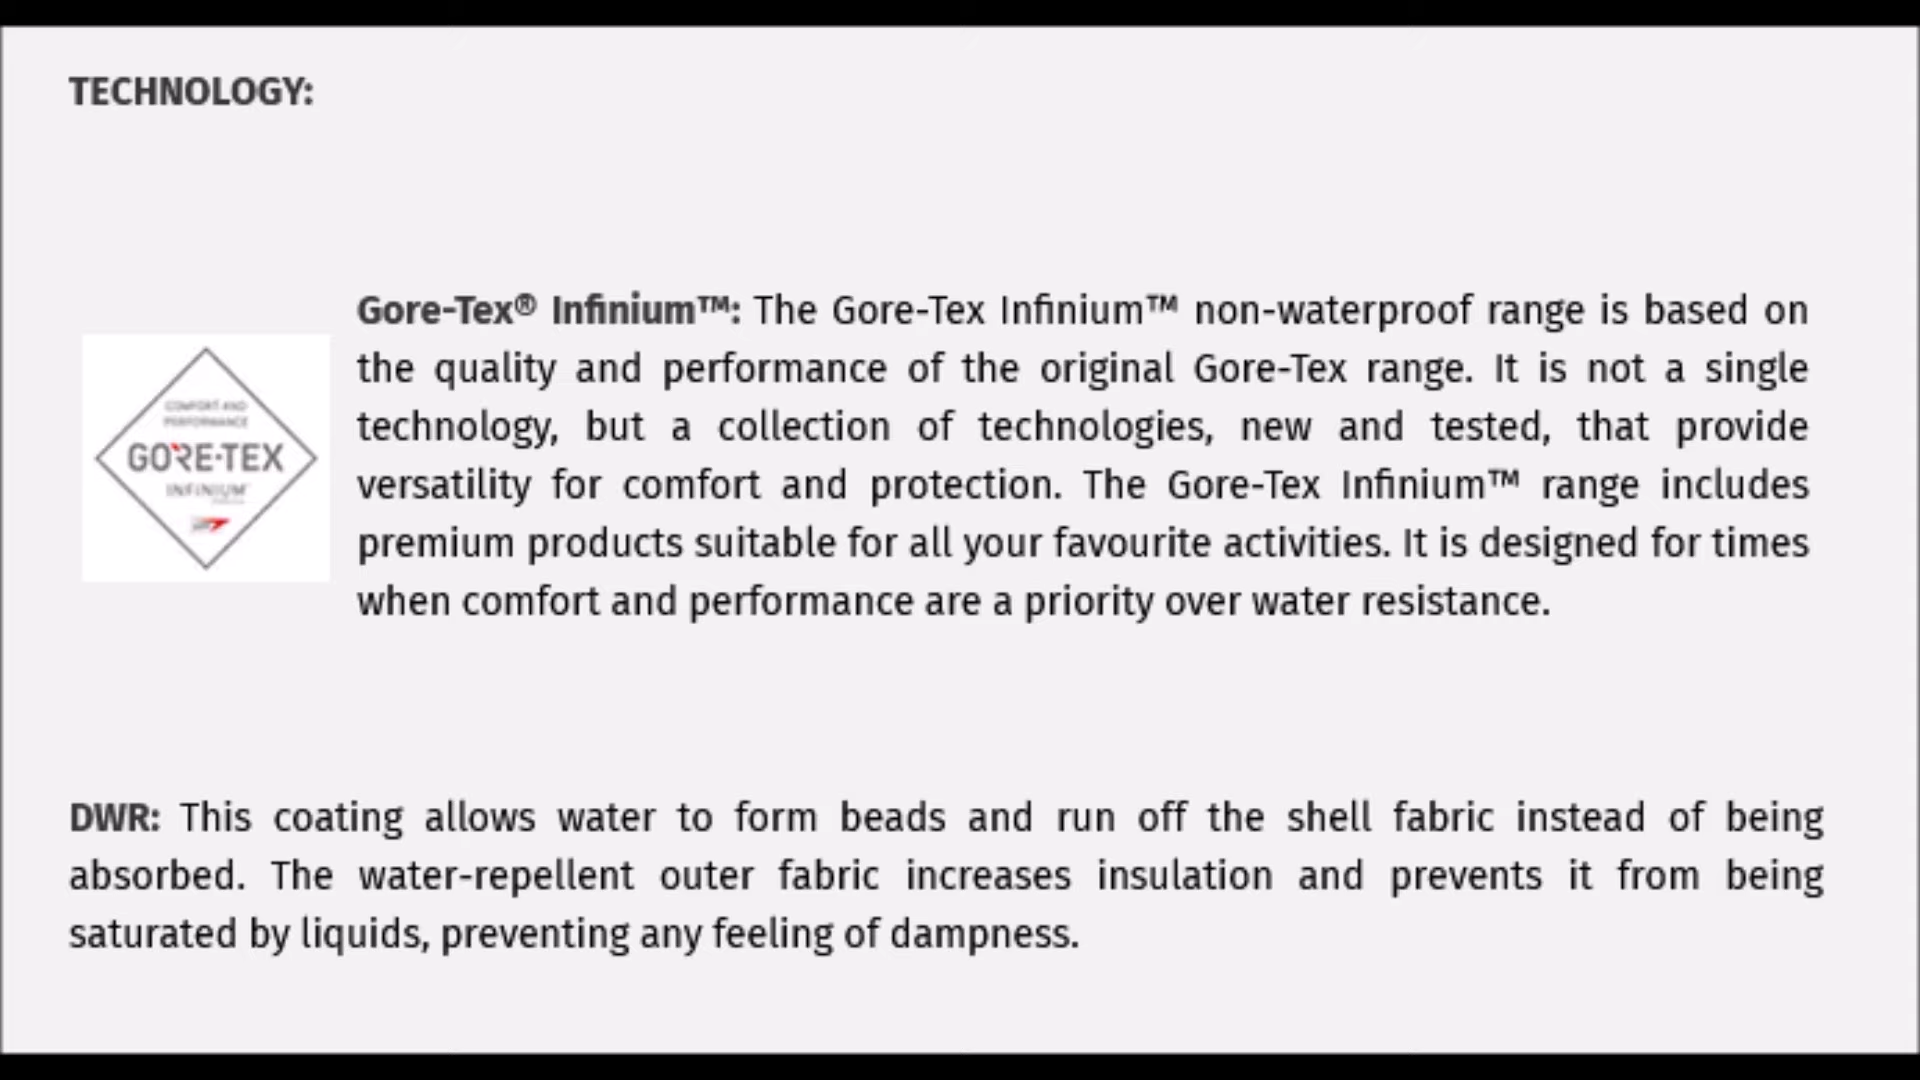 TECHNOLOGY:
Gore-Tex® Infinium™: The Gore-Tex Infinium™ non-waterproof range is based on
the quality and performance of the original Gore-Tex range. It is not a single
technology, but a collection of technologies, new and tested, that provide
versatility for comfort and protection. The Gore-Tex Infinium™ range includes
premium products suitable for all your favourite activities. It is designed for times
when comfort and performance are a priority over water resistance.
COMFORT AND
PERFORMANCE
GORE-TEX
INFINIUM™
DWR: This coating allows water to form beads and run off the shell fabric instead of being
absorbed. The water-repellent outer fabric increases insulation and prevents it from being
saturated by liquids, preventing any feeling of dampness.